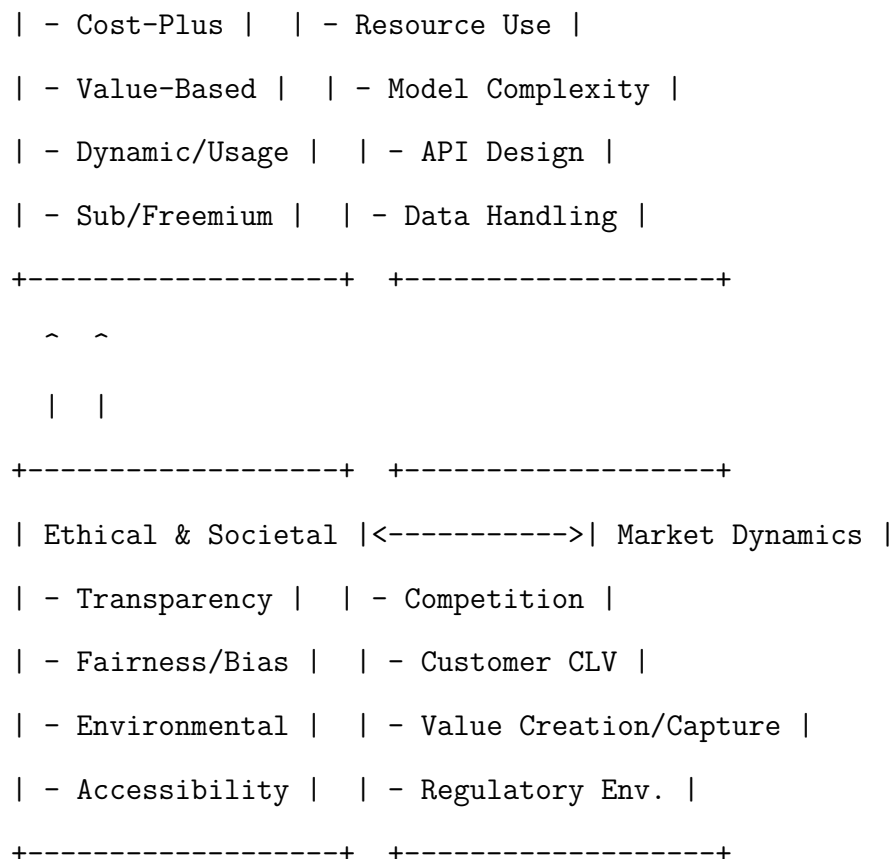 | - Cost-Plus | | - Resource Use |
| - Value-Based | | - Model Complexity |
| - Dynamic/Usage | | - API Design |
| - Sub/Freemium | | - Data Handling |
+-------------------+ +-------------------+
^ ^
| |
+-------------------+ +-------------------+
| Ethical & Societal |<----------->| Market Dynamics |
| - Transparency | | - Competition |
| - Fairness/Bias | | - Customer CLV |
| - Environmental | | - Value Creation/Capture |
| - Accessibility | | - Regulatory Env. |
+-------------------+ +-------------------+